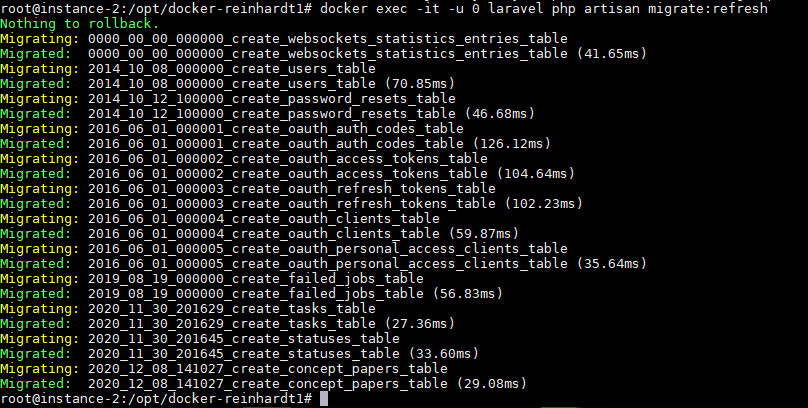 root@instance-2:/opt/docker-reinhardt1# docker exec -it -u 0 laravel php artisan migrate:refresh
Nothing to rollback.
Migrating: 0000_00_00_000000_create_websockets_statistics_entries_table
Migrated:  0000_00_00_000000_create_websockets_statistics_entries_table (41.65ms)
Migrating: 2014_10_08_000000_create_users_table
Migrated:  2014_10_08_000000_create_users_table (70.85ms)
Migrating: 2014_10_12_100000_create_password_resets_table
Migrated:  2014_10_12_100000_create_password_resets_table (46.68ms)
Migrating: 2016_06_01_000001_create_oauth_auth_codes_table
Migrated:  2016_06_01_000001_create_oauth_auth_codes_table (126.12ms)
Migrating: 2016_06_01_000002_create_oauth_access_tokens_table
Migrated:  2016_06_01_000002_create_oauth_access_tokens_table (104.64ms)
Migrating: 2016_06_01_000003_create_oauth_refresh_tokens_table
Migrated:  2016_06_01_000003_create_oauth_refresh_tokens_table (102.23ms)
Migrating: 2016_06_01_000004_create_oauth_clients_table
Migrated:  2016_06_01_000004_create_oauth_clients_table (59.87ms)
Migrating: 2016_06_01_000005_create_oauth_personal_access_clients_table
Migrated:  2016_06_01_000005_create_oauth_personal_access_clients_table (35.64ms)
Migrating: 2019_08_19_000000_create_failed_jobs_table
Migrated:  2019_08_19_000000_create_failed_jobs_table (56.83ms)
Migrating: 2020_11_30_201629_create_tasks_table
Migrated:  2020_11_30_201629_create_tasks_table (27.36ms)
Migrating: 2020_11_30_201645_create_statuses_table
Migrated:  2020_11_30_201645_create_statuses_table (33.60ms)
Migrating: 2020_12_08_141027_create_concept_papers_table
Migrated:  2020_12_08_141027_create_concept_papers_table (29.08ms)
root@instance-2:/opt/docker-reinhardt1#